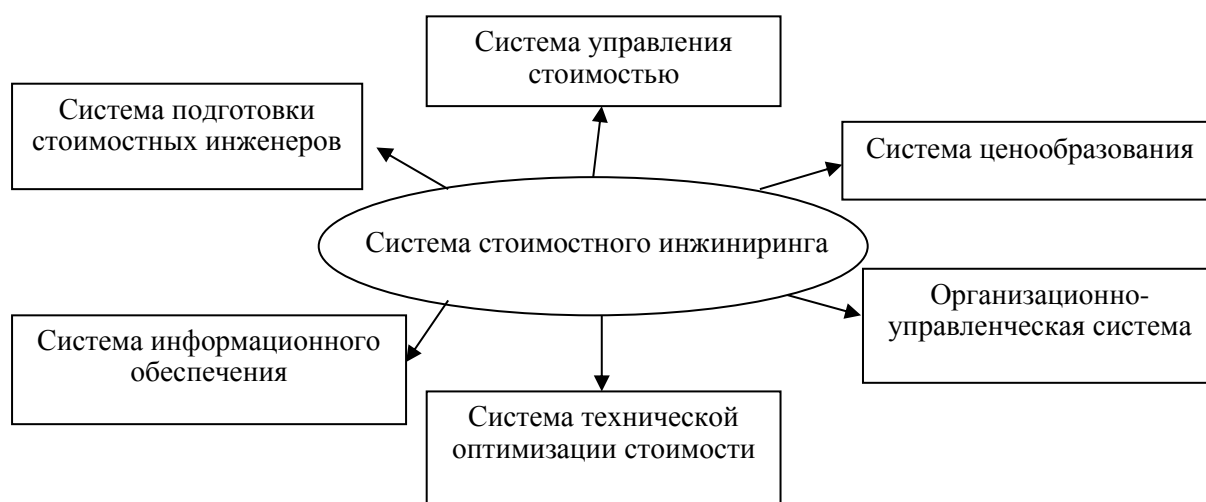 Система управления
стоимостью
Система подготовки
стоимостных инженеров
Система ценообразования
Система стоимостного инжиниринга
Организационно-
управленческая система
Система информационного
обеспечения
Система технической
оптимизации стоимости